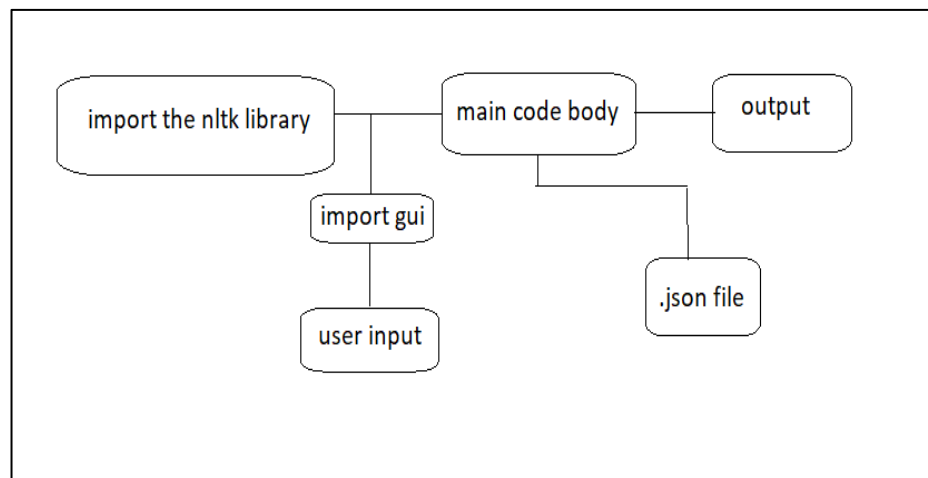 import the nltk library
main code body
output
import gui
.json file
user input